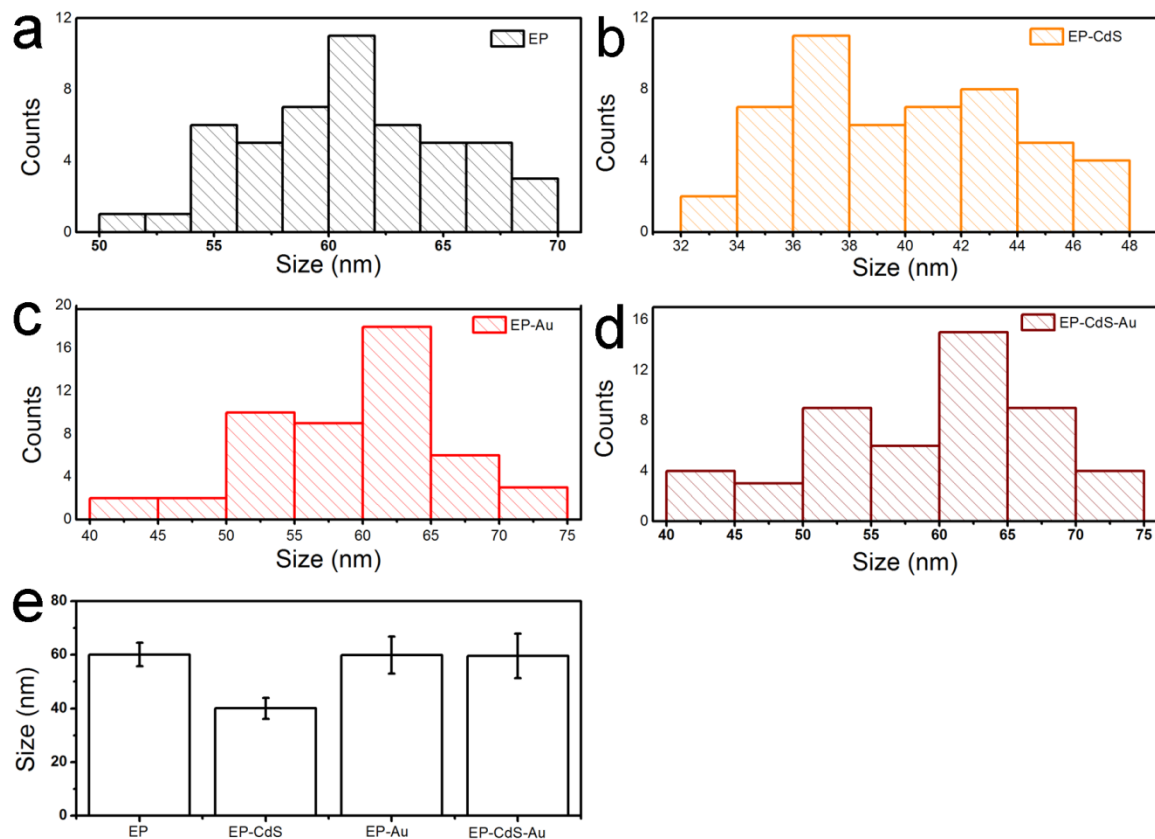 a
12
8
4
0
Counts
EP
50 55 60 65 70
Size (nm)
b
12
8
4
0
Counts
EP-CdS
32 34 36 38 40 42 44 46 48
Size (nm)
c
20
16
12
8
4
0
Counts
EP-Au
40 45 50 55 60 65 70 75
Size (nm)
d
16
12
8
4
0
Counts
EP-CdS-Au
40 45 50 55 60 65 70 75
Size (nm)
e
80
60
40
20
0
Size (nm)
EP EP-CdS EP-Au EP-CdS-Au